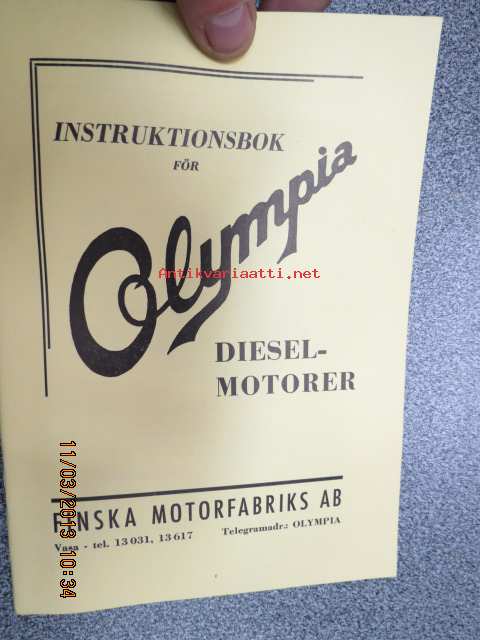 INSTRUKTIONSBOK
FÖR
Olympia
Antikvariaatti.net
DIESEL-
MOTORER
FINSKA MOTORFABRIKS AB
Vasa - tel. 13 031, 13 617 Telegramadr.: OLYMPIA
11/03/2013 10:34